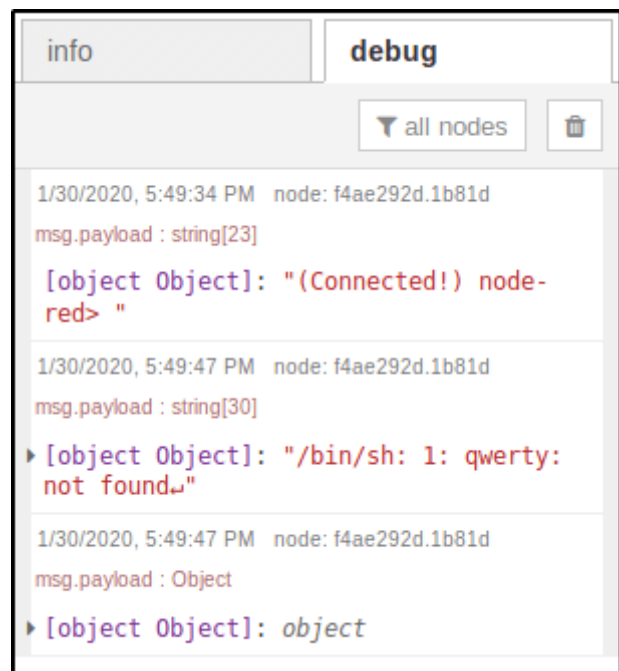 info debug
all nodes
1/30/2020, 5:49:34 PM node: f4ae292d.1b81d
msg.payload : string[23]
[object Object]: "(Connected!) node-
red> "
1/30/2020, 5:49:47 PM node: f4ae292d.1b81d
msg.payload : string[30]
[object Object]: "/bin/sh: 1: qwerty:
not found↵"
1/30/2020, 5:49:47 PM node: f4ae292d.1b81d
msg.payload : Object
[object Object]: object